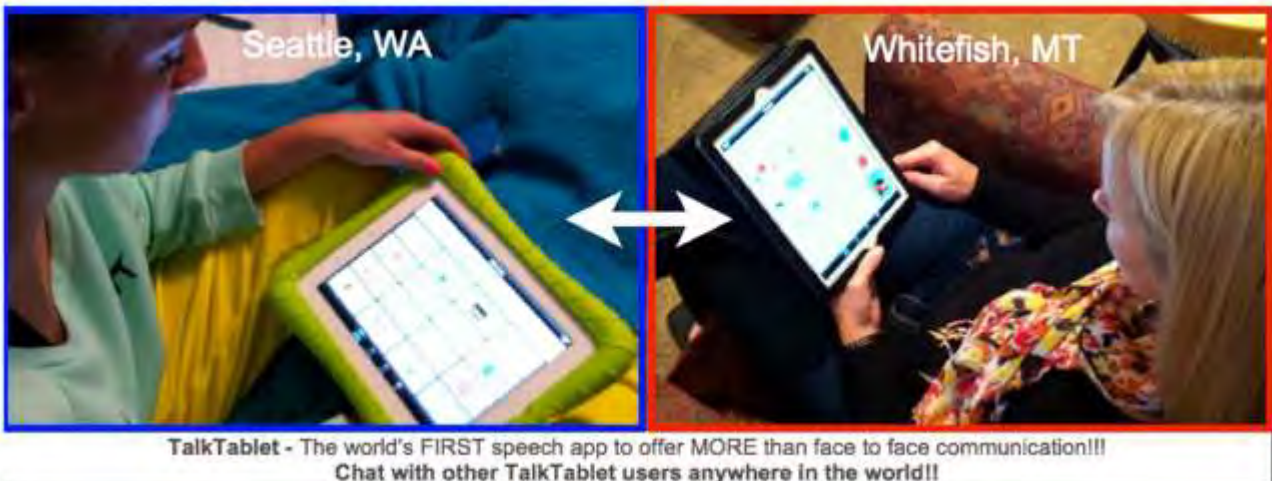 Seattle, WA
Whitefish, MT
TalkTablet - The world's FIRST speech app to offer MORE than face to face communication!!!
Chat with other TalkTablet users anywhere in the world!!